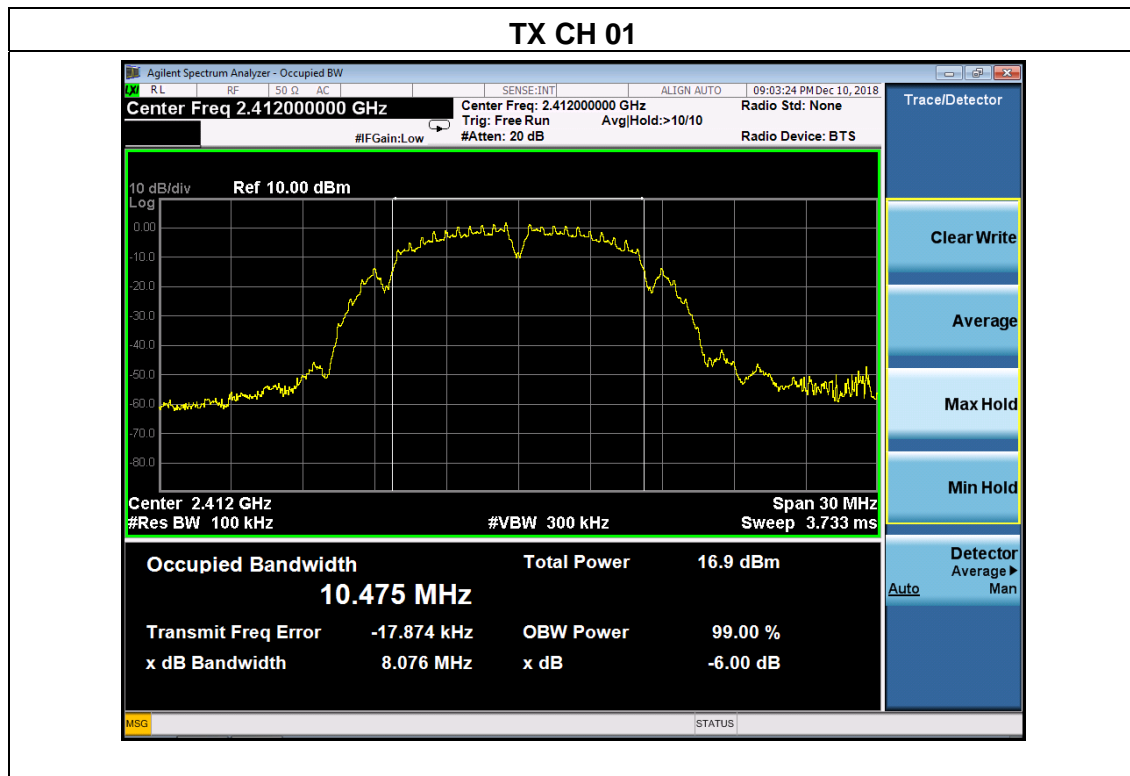 TX CH 01
Agilent Spectrum Analyzer - Occupied BW
LXI RL RF 50 Ω AC SENSE:INT ALIGN AUTO 09:03:24 PM Dec 10, 2018
Center Freq 2.412000000 GHz
Center Freq: 2.412000000 GHz Radio Std: None
Trig: Free Run Avg|Hold:>10/10
#IFGain:Low #Atten: 20 dB Radio Device: BTS
10 dB/div Ref 10.00 dBm
Log
0.00
-10.0
-20.0
-30.0
-40.0
-50.0
-60.0
-70.0
-80.0
Center 2.412 GHz Span 30 MHz
#Res BW 100 kHz #VBW 300 kHz Sweep 3.733 ms
Occupied Bandwidth Total Power 16.9 dBm
10.475 MHz
Transmit Freq Error -17.874 kHz OBW Power 99.00 %
x dB Bandwidth 8.076 MHz x dB -6.00 dB
Trace/Detector
Clear Write
Average
Max Hold
Min Hold
Detector
Average▶
Auto Man
MSG STATUS